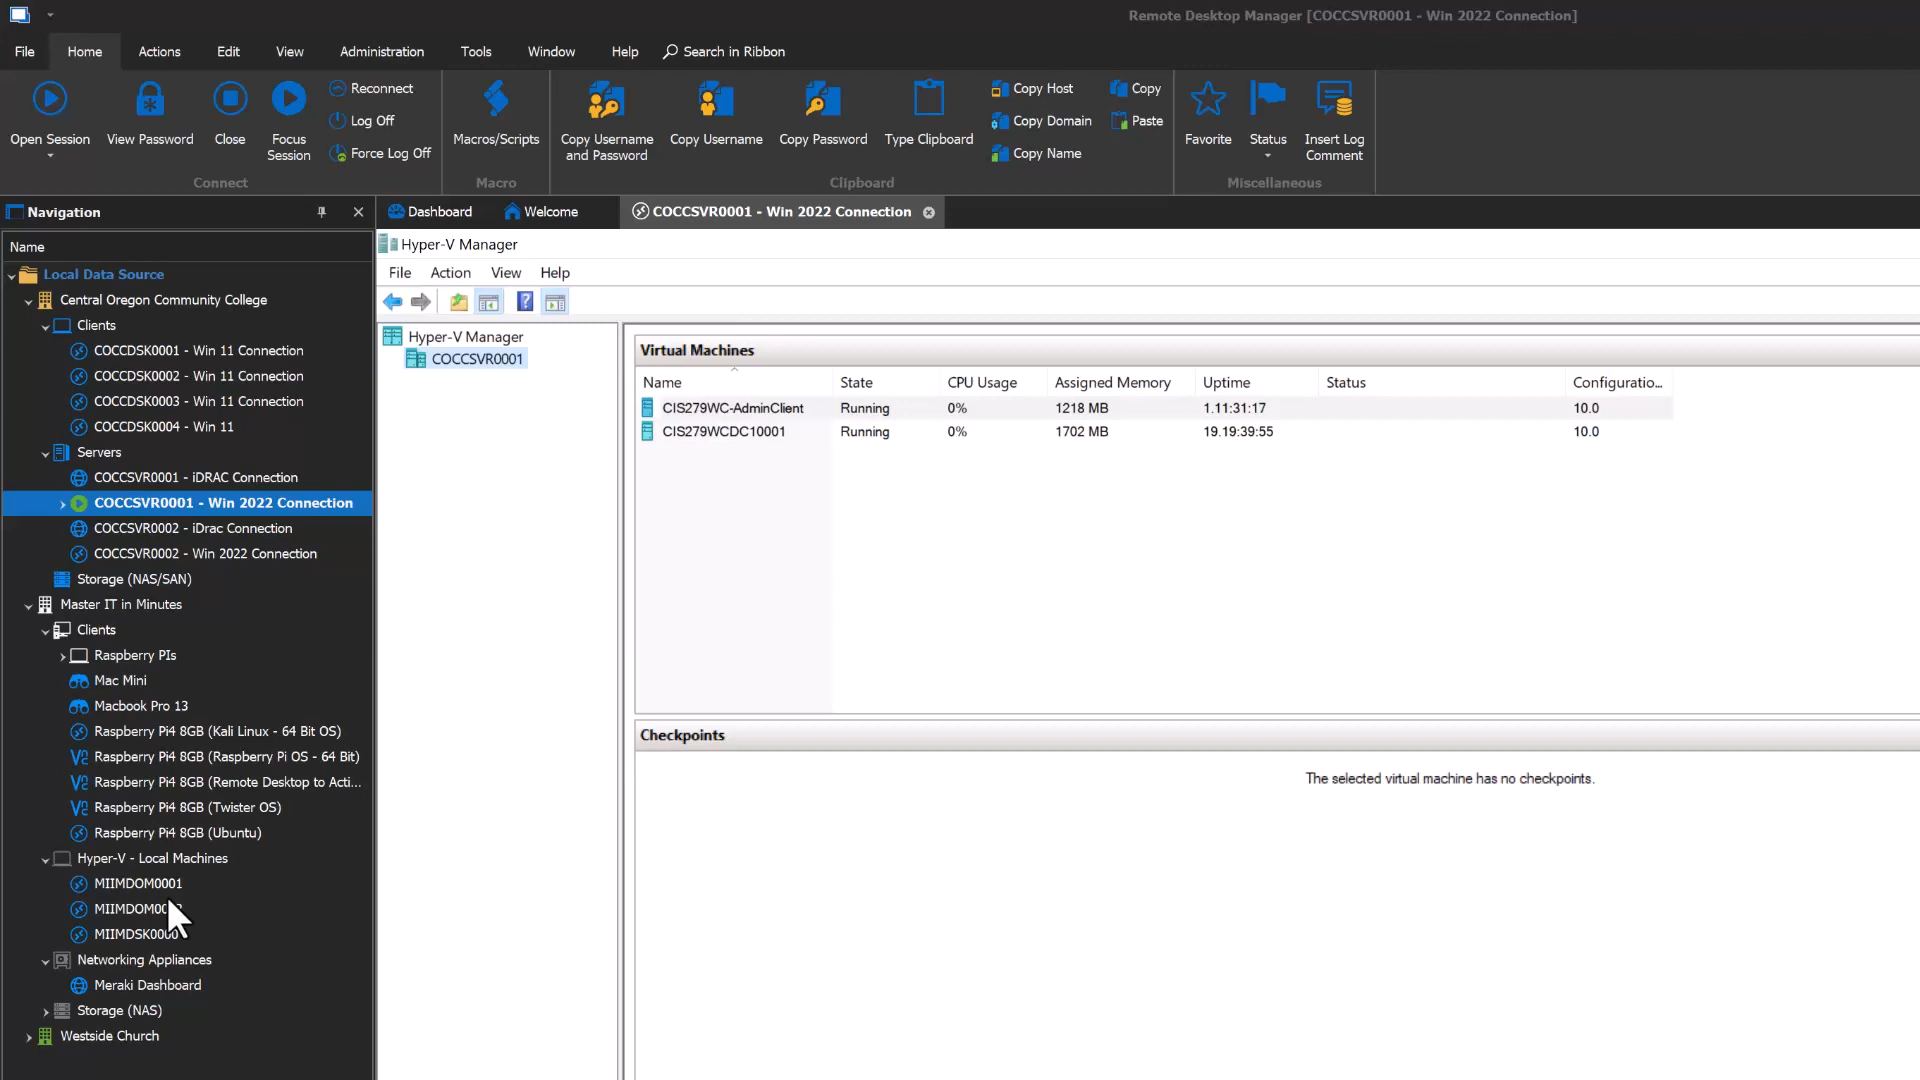 Remote Desktop Manager [COCCSVR0001 - Win 2022 Connection]
File Home Actions Edit View Administration Tools Window Help Search in Ribbon
Open Session
View Password
Close
Focus Session
Reconnect
Log Off
Force Log Off
Connect
Macros/Scripts
Macro
Copy Username and Password
Copy Username
Copy Password
Type Clipboard
Copy Host
Copy Domain
Copy Name
Copy
Paste
Clipboard
Favorite
Status
Insert Log Comment
Miscellaneous
Navigation
Name
Local Data Source
Central Oregon Community College
Clients
COCCDSK0001 - Win 11 Connection
COCCDSK0002 - Win 11 Connection
COCCDSK0003 - Win 11 Connection
COCCDSK0004 - Win 11
Servers
COCCSVR0001 - iDRAC Connection
COCCSVR0001 - Win 2022 Connection
COCCSVR0002 - iDrac Connection
COCCSVR0002 - Win 2022 Connection
Storage (NAS/SAN)
Master IT in Minutes
Clients
Raspberry PIs
Mac Mini
Macbook Pro 13
Raspberry Pi4 8GB (Kali Linux - 64 Bit OS)
Raspberry Pi4 8GB (Raspberry Pi OS - 64 Bit)
Raspberry Pi4 8GB (Remote Desktop to Acti...
Raspberry Pi4 8GB (Twister OS)
Raspberry Pi4 8GB (Ubuntu)
Hyper-V - Local Machines
MIIMDOM0001
Networking Appliances
Meraki Dashboard
Storage (NAS)
Westside Church
Dashboard Welcome COCCSVR0001 - Win 2022 Connection
Hyper-V Manager
File Action View Help
Hyper-V Manager
COCCSVR0001
Virtual Machines
Name State CPU Usage Assigned Memory Uptime Status Configuratio...
CIS279WC-AdminClient Running 0% 1218 MB 1.11:31:17 10.0
CIS279WCDC10001 Running 0% 1702 MB 19.19:39:55 10.0
Checkpoints
The selected virtual machine has no checkpoints.